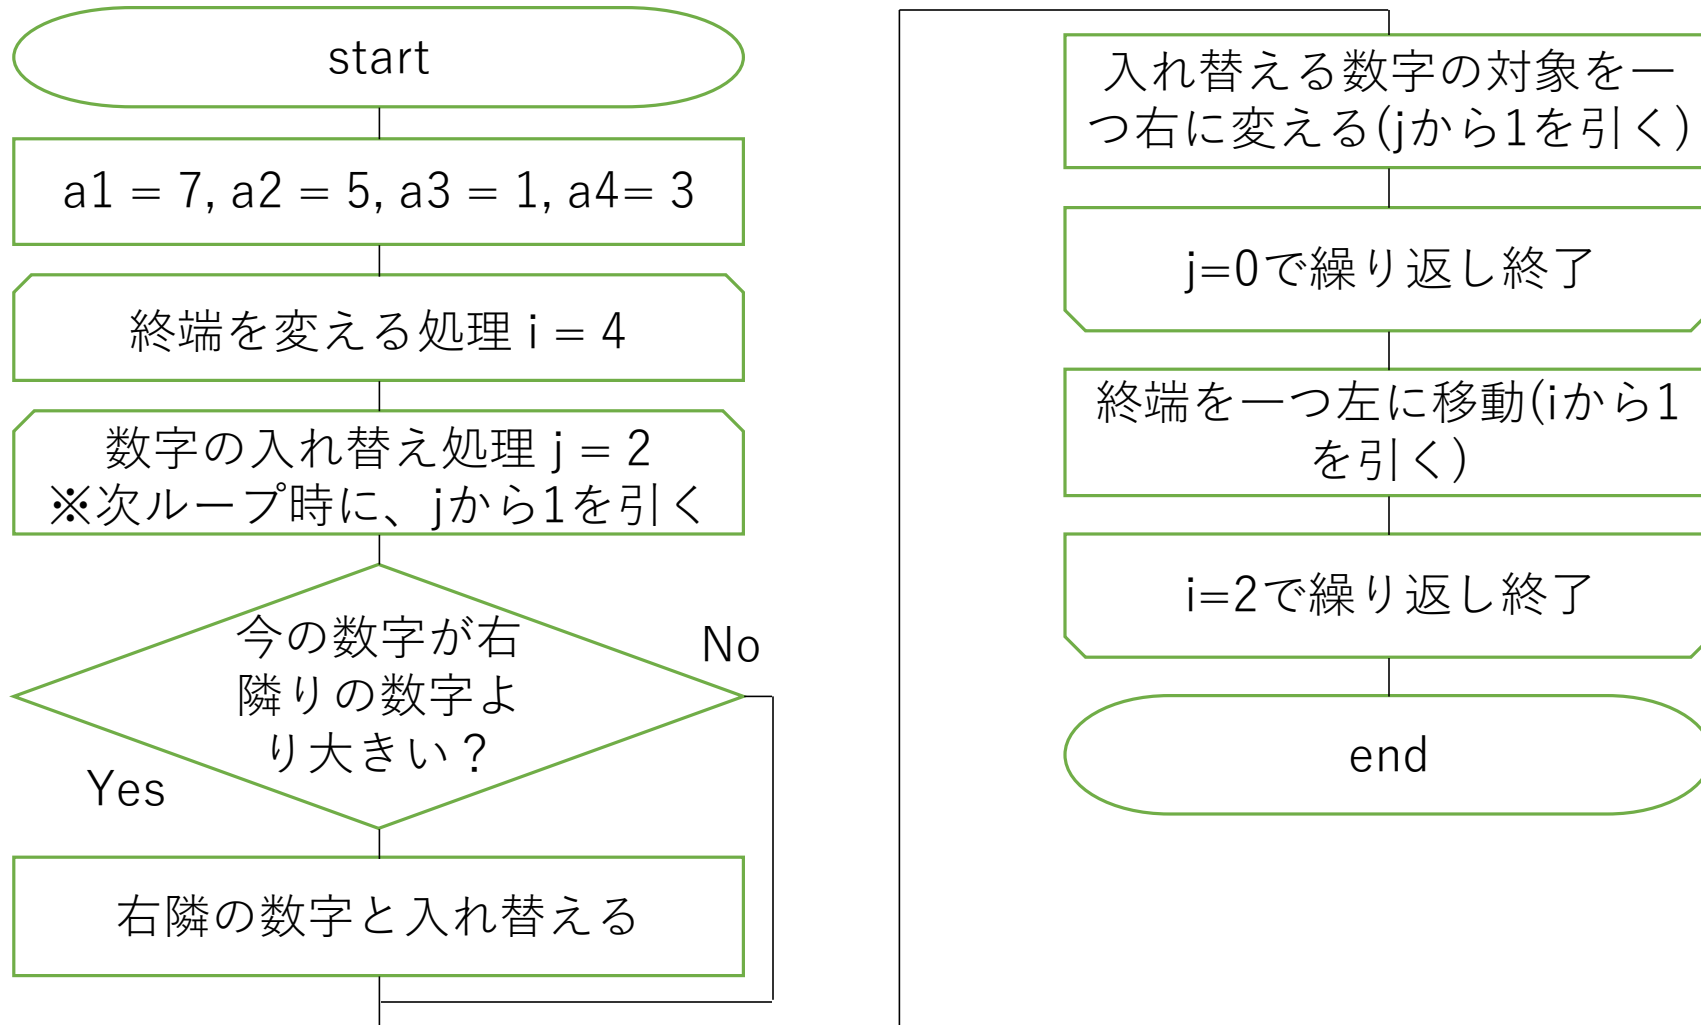 start
a1 = 7, a2 = 5, a3 = 1, a4= 3
終端を変える処理 i = 4
数字の入れ替え処理 j = 2
※次ループ時に、jから1を引く
今の数字が右
隣りの数字よ
り大きい？
No
Yes
右隣の数字と入れ替える
入れ替える数字の対象を一
つ右に変える(jから1を引く)
j=0で繰り返し終了
終端を一つ左に移動(iから1
を引く)
i=2で繰り返し終了
end